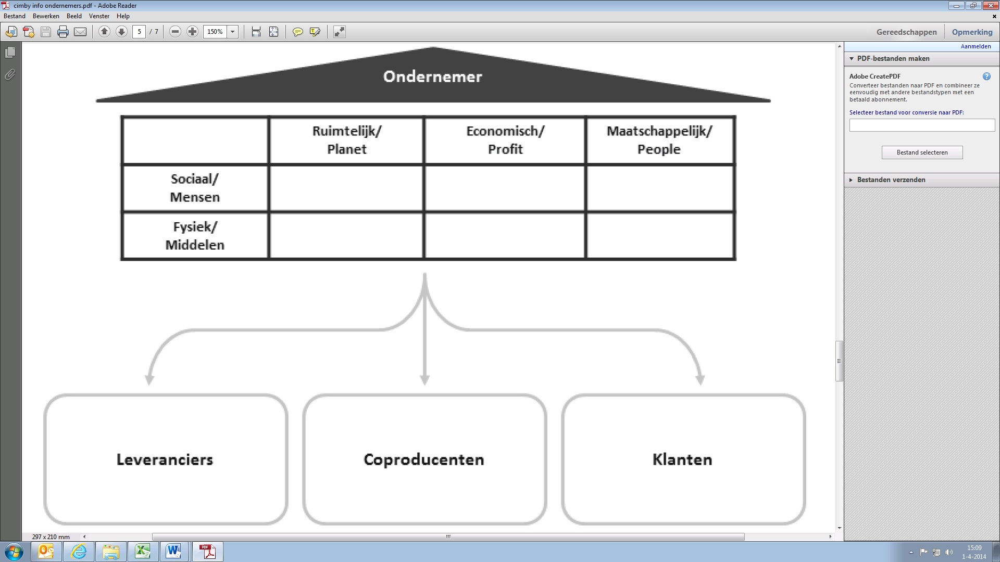 cimby info ondernemers.pdf - Adobe Reader
Bestand Bewerken Beeld Venster Help
5 / 7 150% Gereedschappen Opmerking
Aanmelden
PDF-bestanden maken
Adobe CreatePDF
Converteer bestanden naar PDF en combineer ze
eenvoudig met andere bestandstypen met een
betaald abonnement.
Selecteer bestand voor conversie naar PDF:
Bestand selecteren
Bestanden verzenden
Ondernemer
Ruimtelijk/
Planet
Economisch/
Profit
Maatschappelijk/
People
Sociaal/
Mensen
Fysiek/
Middelen
Leveranciers
Coproducenten
Klanten
297 x 210 mm
15:09
1-4-2014